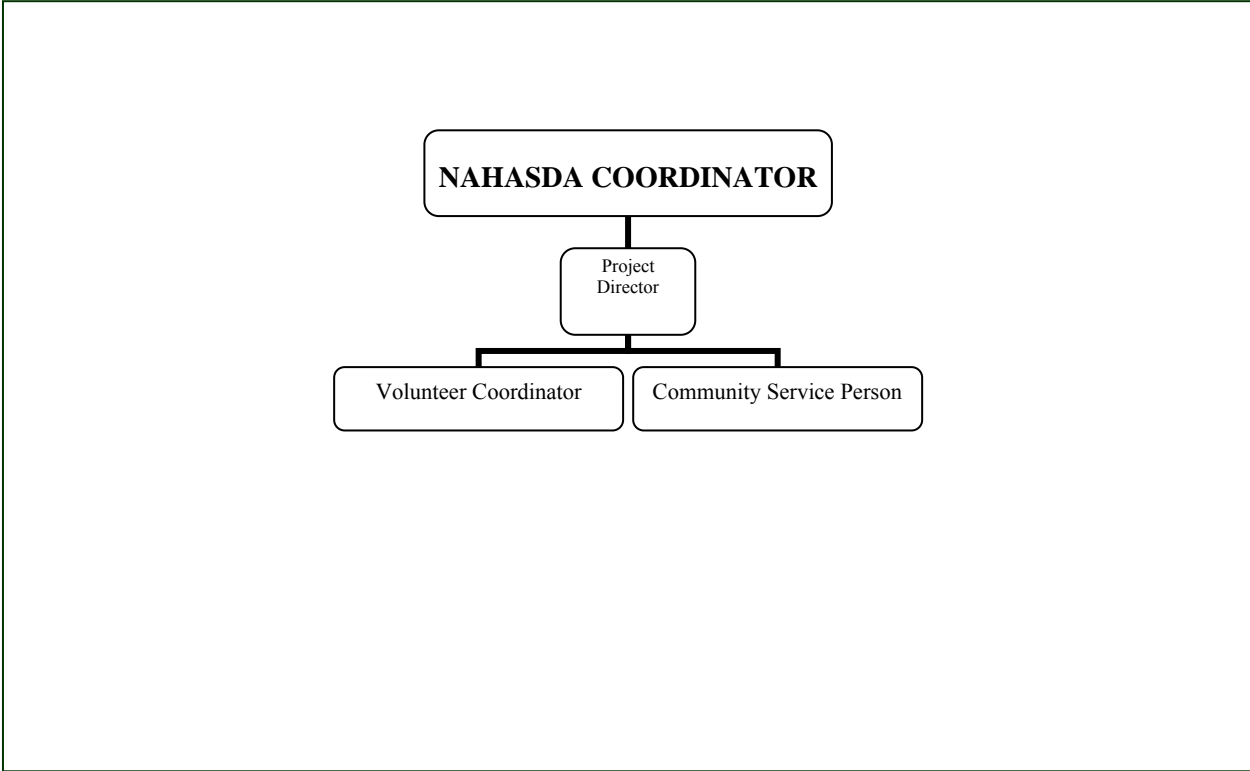 NAHASDA COORDINATOR
Project
Director
Volunteer Coordinator
Community Service Person